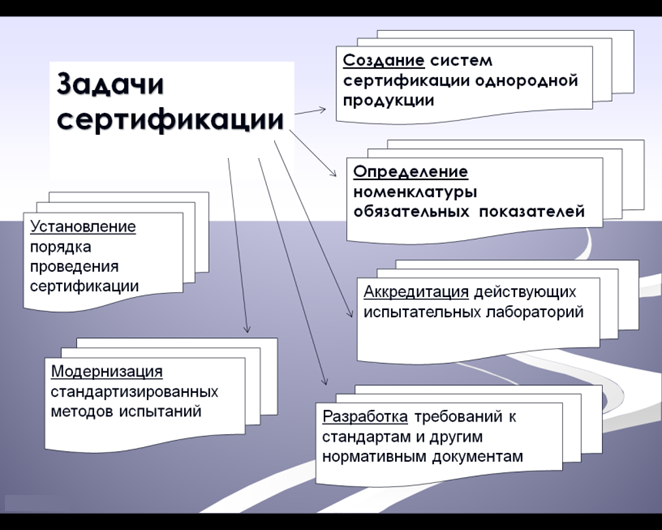 Задачи
сертификации
Создание систем
сертификации однородной
продукции
Определение
номенклатуры
обязательных показателей
Установление
порядка
проведения
сертификации
Аккредитация действующих
испытательных лабораторий
Модернизация
стандартизированных
методов испытаний
Разработка требований к
стандартам и другим
нормативным документам